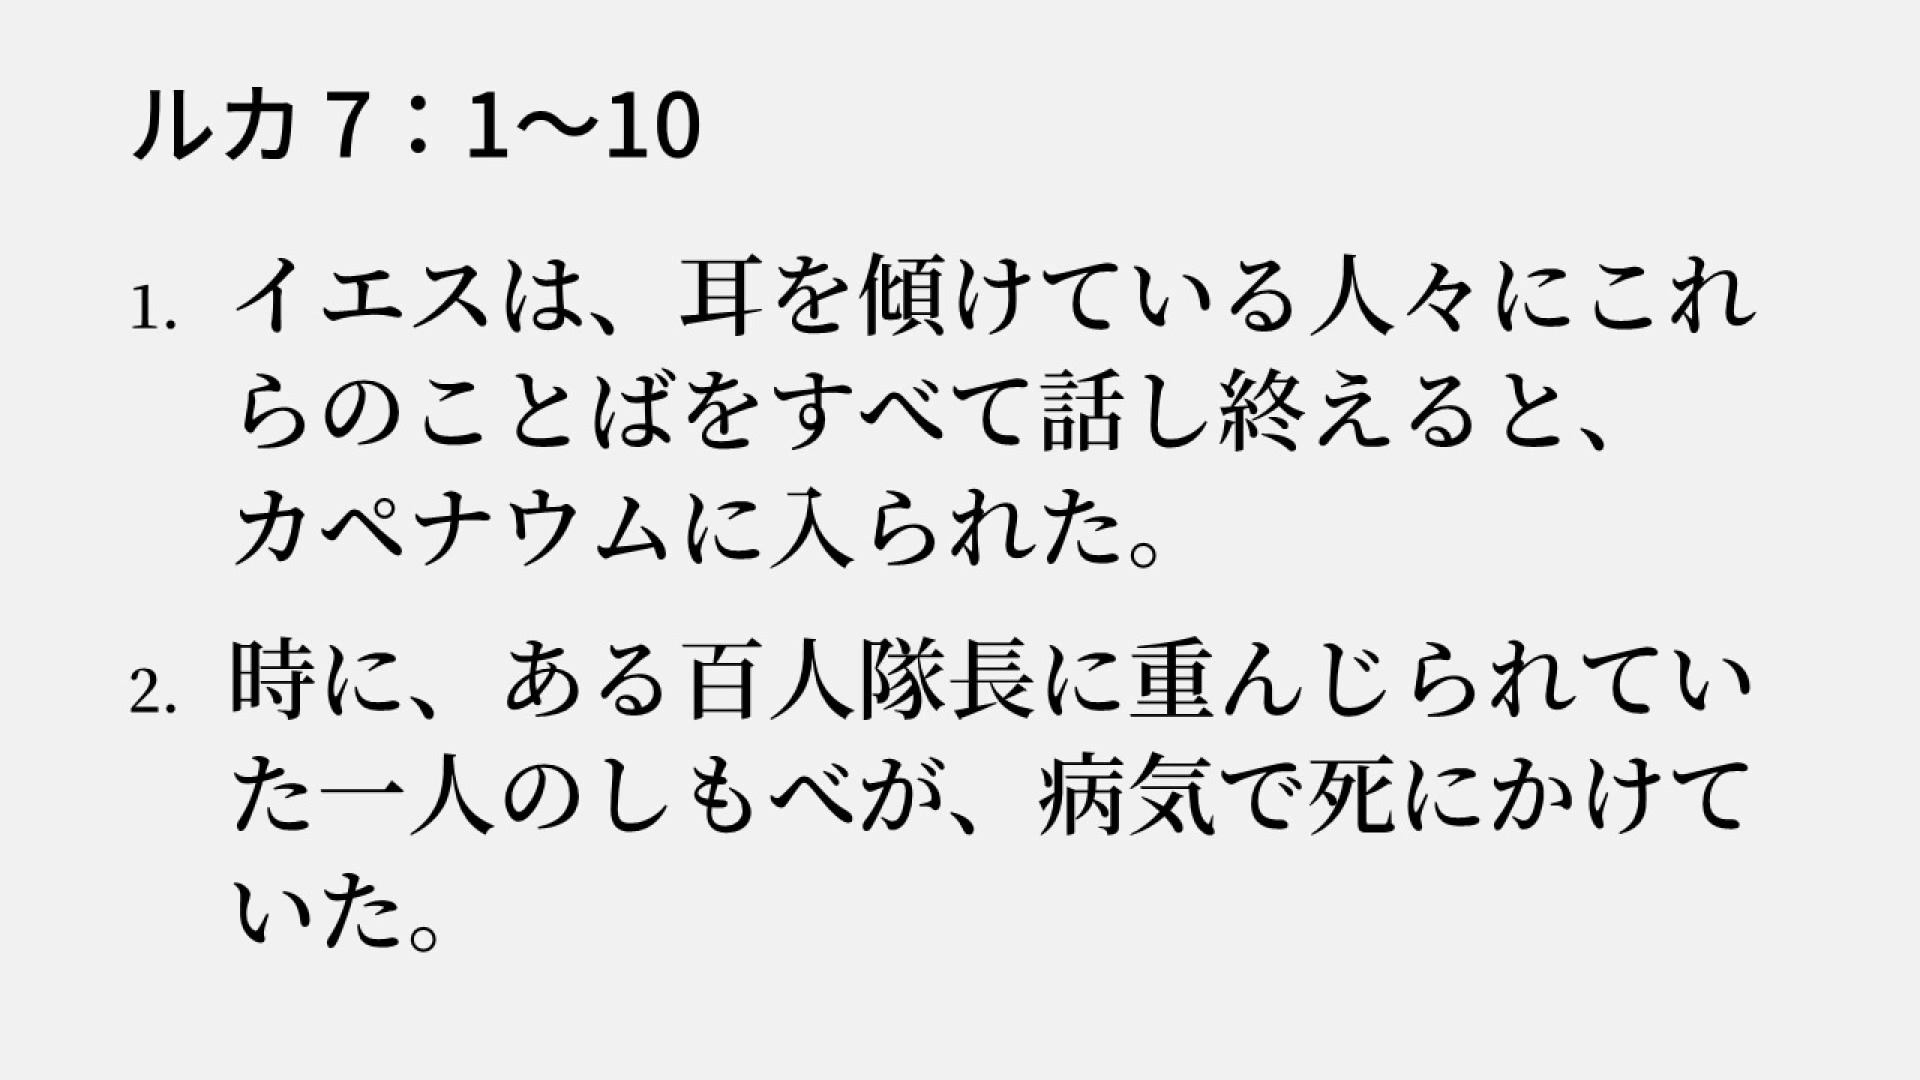 ルカ 7：1〜10
1. イエスは、耳を傾けている人々にこれ
らのことばをすべて話し終えると、
カペナウムに入られた。
2. 時に、ある百人隊長に重んじられてい
た一人のしもべが、病気で死にかけて
いた。